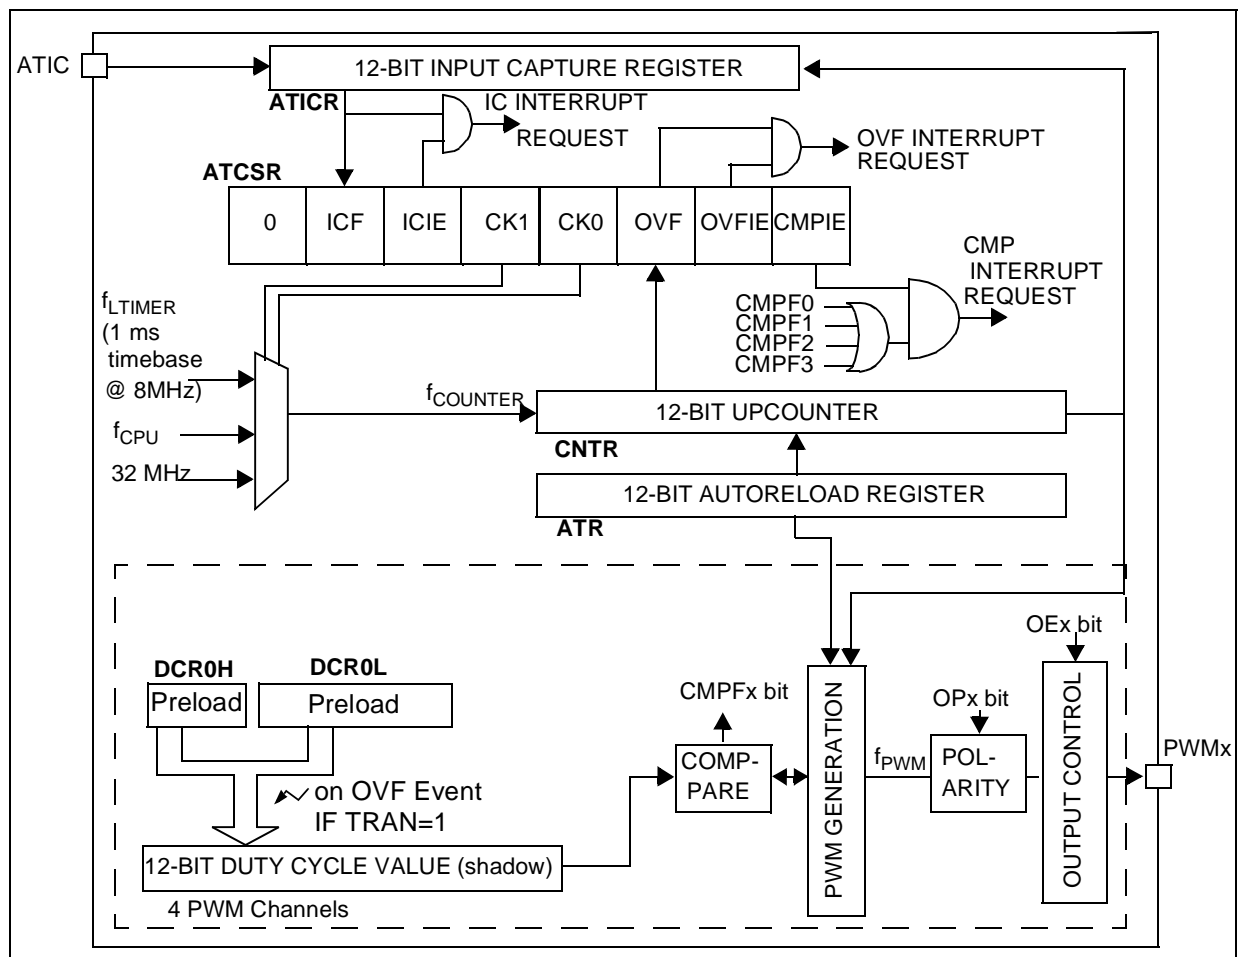 ATIC
12-BIT INPUT CAPTURE REGISTER
ATICR
IC INTERRUPT
REQUEST
OVF INTERRUPT
REQUEST
ATCSR
0 ICF ICIE CK1 CK0 OVF OVFIE CMPIE
CMP
INTERRUPT
REQUEST
fLTIMER
(1 ms
timebase
@ 8MHz)
CMPF0
CMPF1
CMPF2
CMPF3
fCOUNTER
12-BIT UPCOUNTER
fCPU
CNTR
32 MHz
12-BIT AUTORELOAD REGISTER
ATR
OEx bit
DCR0H
DCR0L
Preload
Preload
CMPFx bit
OPx bit
PWMx
COMP-
PARE
PWM GENERATION
fPWM
POL-
ARITY
OUTPUT CONTROL
on OVF Event
IF TRAN=1
12-BIT DUTY CYCLE VALUE (shadow)
4 PWM Channels